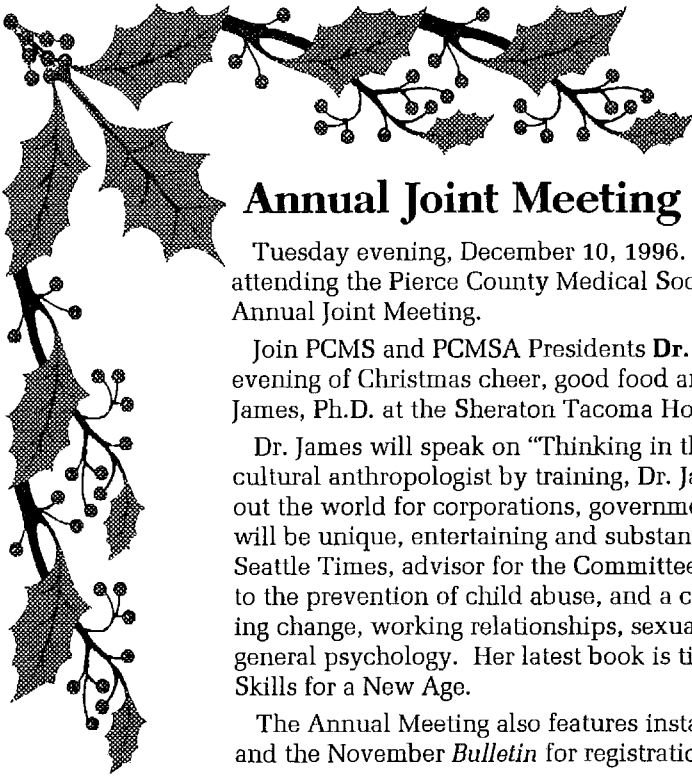 Annual Joint Meeting
Tuesday evening, December 10, 1996.
attending the Pierce County Medical Soc
Annual Joint Meeting.
Join PCMS and PCMSA Presidents Dr.
evening of Christmas cheer, good food ar
James, Ph.D. at the Sheraton Tacoma Ho
Dr. James will speak on “Thinking in th
cultural anthropologist by training, Dr. Ja
out the world for corporations, governme
will be unique, entertaining and substan
Seattle Times, advisor for the Committee
to the prevention of child abuse, and a c
ing change, working relationships, sexua
general psychology. Her latest book is ti
Skills for a New Age.
The Annual Meeting also features insta
and the November Bulletin for registratio